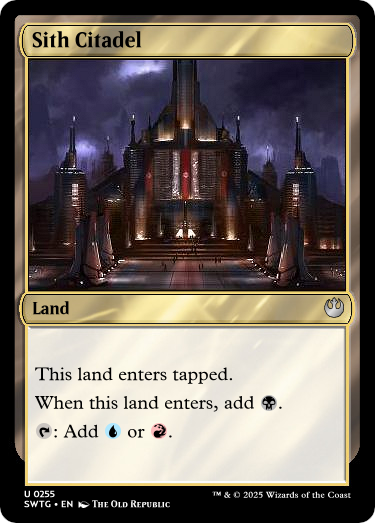 Sith Citadel
Land
This land enters tapped.
When this land enters, add .
: Add or .
U 0255
SWTG • EN The Old Republic
™ & © 2025 Wizards of the Coast